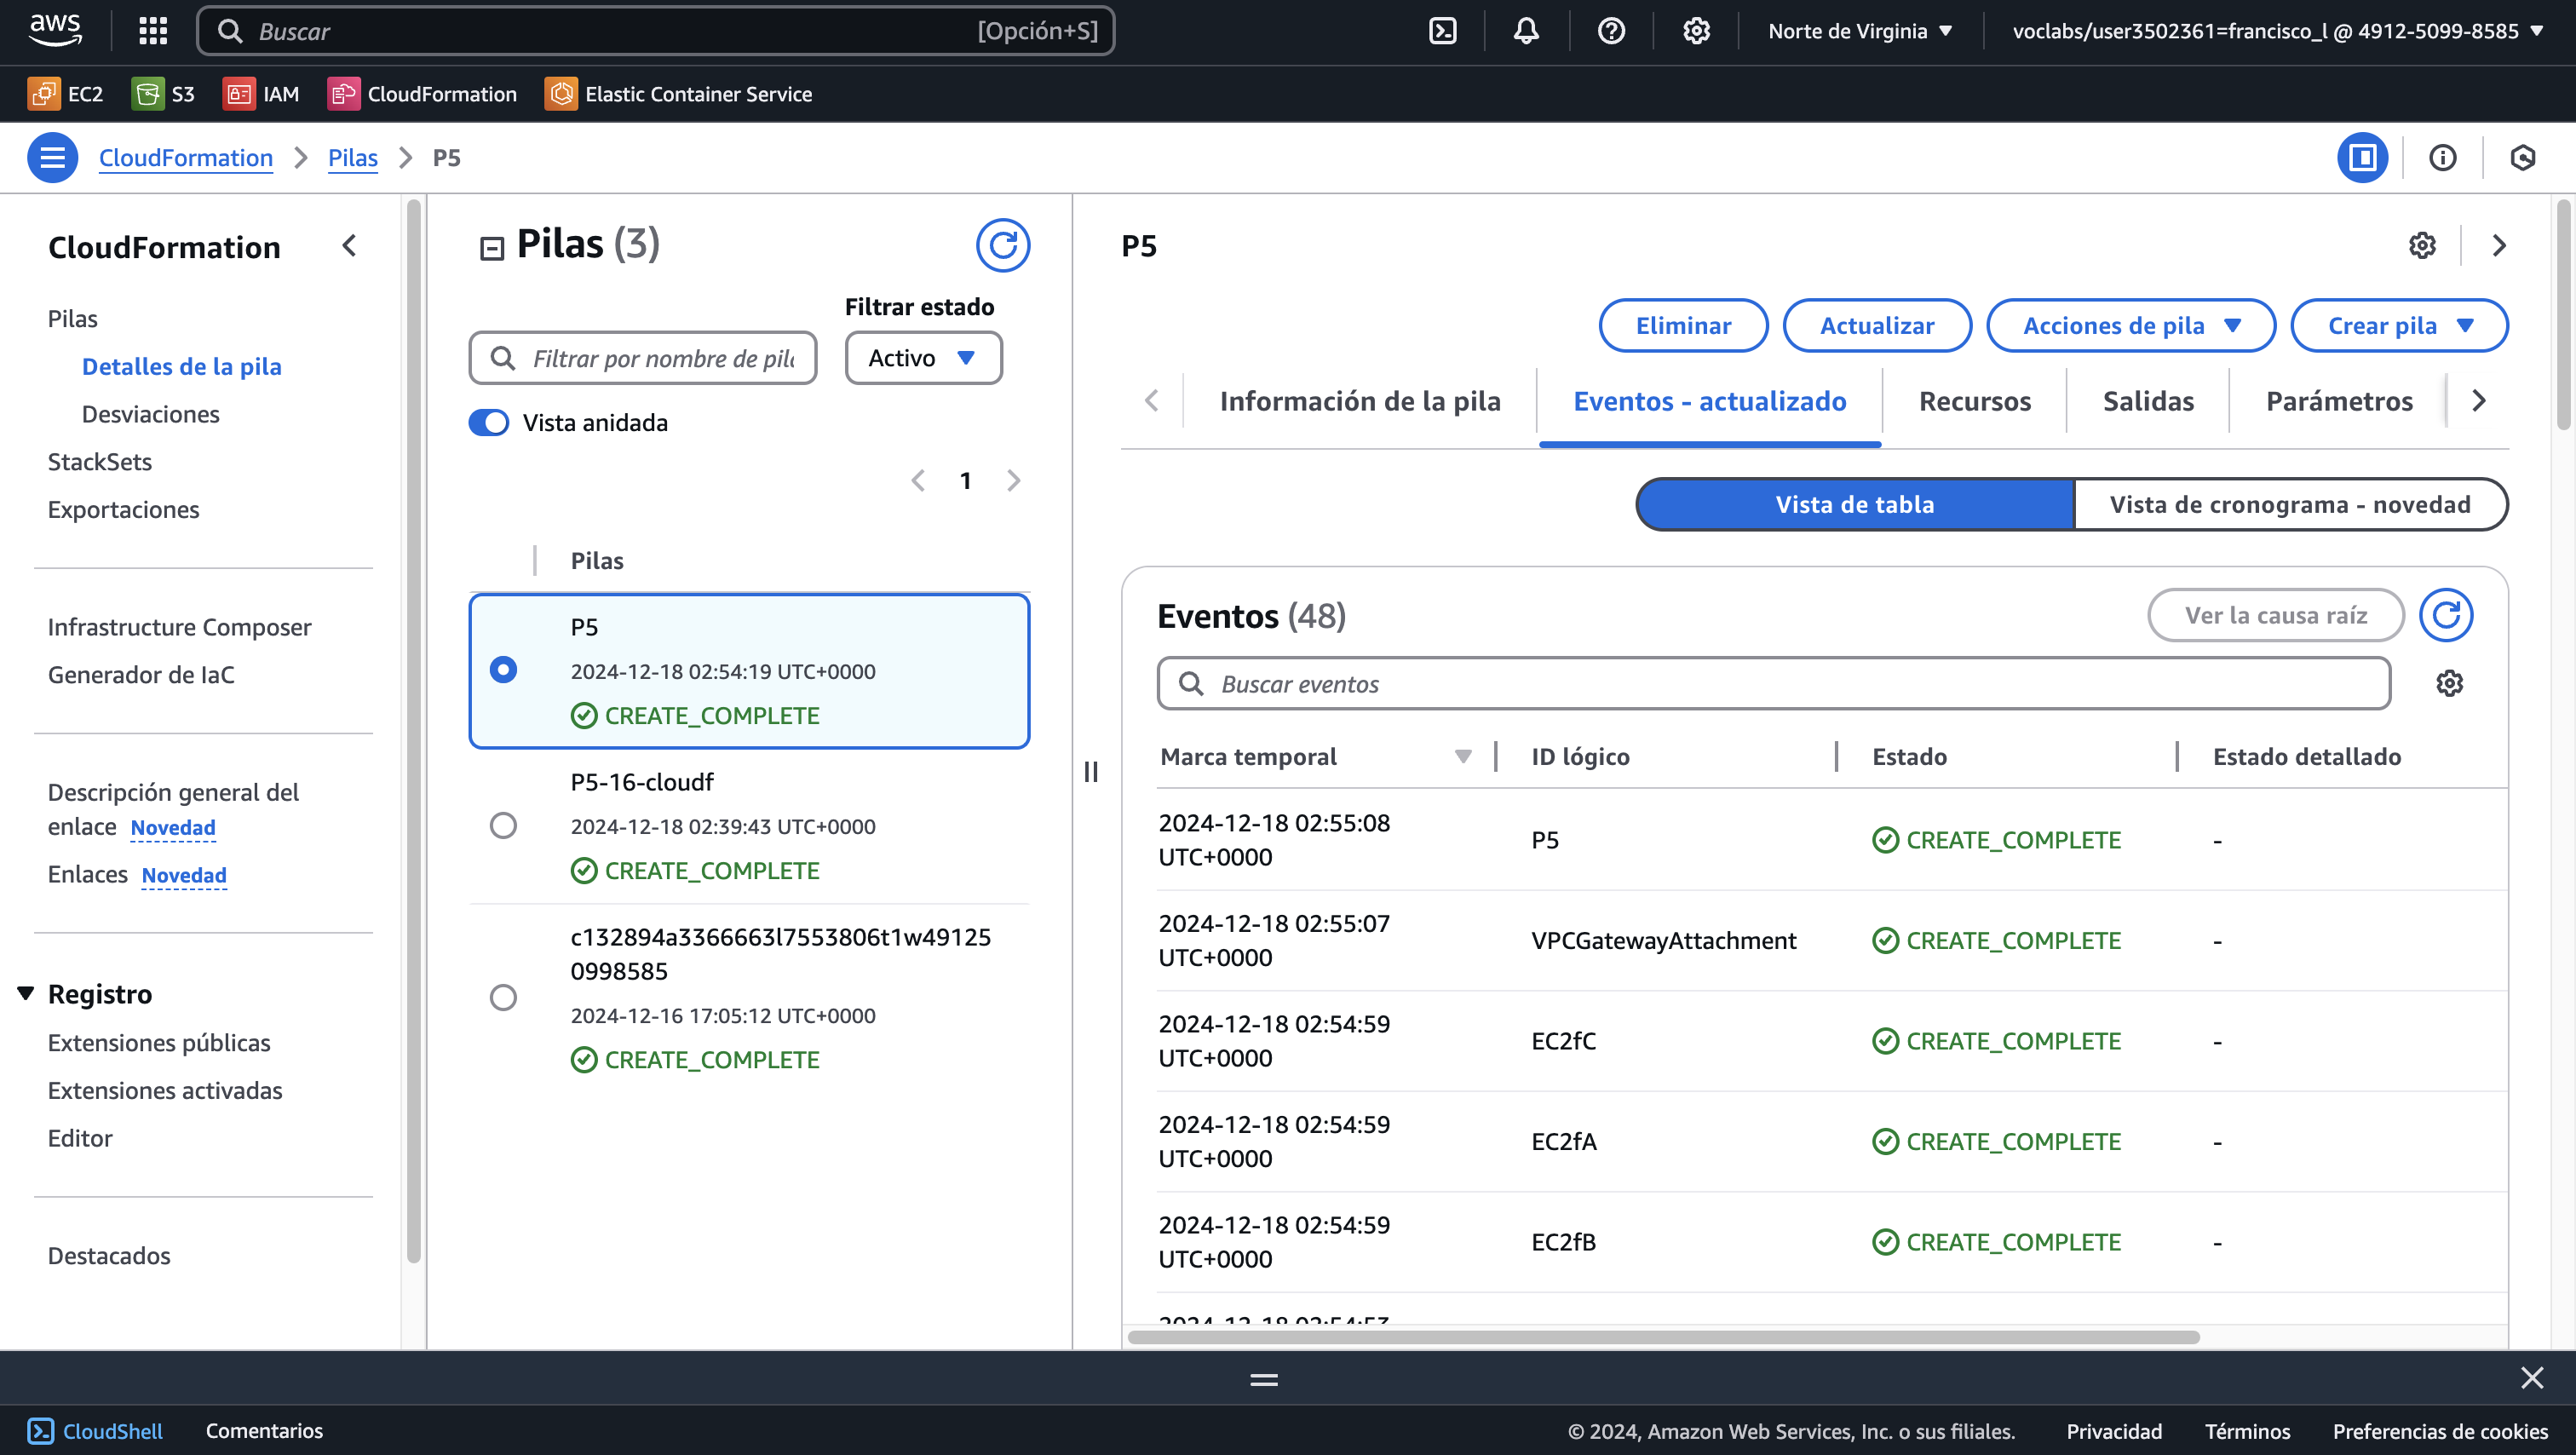 aws
Buscar [Opción+S]
Norte de Virginia
voclabs/user3502361=francisco_l @ 4912-5099-8585
EC2 S3 IAM CloudFormation Elastic Container Service
CloudFormation Pilas P5
CloudFormation
Pilas
Detalles de la pila
Desviaciones
StackSets
Exportaciones
Infrastructure Composer
Generador de IaC
Descripción general del
enlace Novedad
Enlaces Novedad
Registro
Extensiones públicas
Extensiones activadas
Editor
Destacados
Pilas (3)
Filtrar estado
Filtrar por nombre de pil
Activo
Vista anidada
1
Pilas
P5
2024-12-18 02:54:19 UTC+0000
CREATE_COMPLETE
P5-16-cloudf
2024-12-18 02:39:43 UTC+0000
CREATE_COMPLETE
c132894a3366663l7553806t1w49125
0998585
2024-12-16 17:05:12 UTC+0000
CREATE_COMPLETE
P5
Eliminar Actualizar Acciones de pila Crear pila
Información de la pila Eventos - actualizado Recursos Salidas Parámetros
Vista de tabla Vista de cronograma - novedad
Eventos (48)
Ver la causa raíz
Buscar eventos
Marca temporal ID lógico Estado Estado detallado
2024-12-18 02:55:08
UTC+0000
P5 CREATE_COMPLETE -
2024-12-18 02:55:07
UTC+0000
VPCGatewayAttachment CREATE_COMPLETE -
2024-12-18 02:54:59
UTC+0000
EC2fC CREATE_COMPLETE -
2024-12-18 02:54:59
UTC+0000
EC2fA CREATE_COMPLETE -
2024-12-18 02:54:59
UTC+0000
EC2fB CREATE_COMPLETE -
2024-12-18 02:54:53
CloudShell Comentarios
© 2024, Amazon Web Services, Inc. o sus filiales. Privacidad Términos Preferencias de cookies